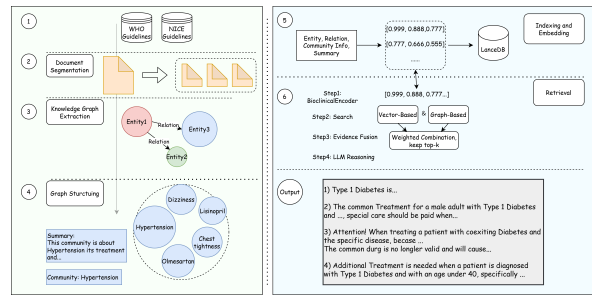 1
WHO
Guidelines
NICE
Guidelines
2
Document
Segmentation
3
Knowledge Graph
Extraction
Entity1
Relation
Entity3
Relation
Entity2
4
Graph Sturctuing
Dizziness
Lisinopril
Hypertension
Chest
tightness
Olmesartan
Summary:
This community is about
Hypertension its treatment
and...
Community: Hypertension
5
Entity, Relation,
Community Info,
Summary
[0.999, 0.888,0.777]
[0.777, 0.666,0.555]
......
LanceDB
Indexing and
Embedding
6
Retrieval
Step1:
BioclinicalEncoder
[0.999, 0.888, 0.777...]
Step2: Search
Vector-Based
&
Graph-Based
Step3: Evidence Fusion
Weighted Combination,
keep top-k
Step4: LLM Reasoning
Output
1) Type 1 Diabetes is...
2) The common Treatment for a male adult with Type 1 Diabetes
and ..., special care should be paid when...
3) Attention! When treating a patient with coexiting Diabetes and
the specific disease, becase ...
The common durg is no longler valid and will cause...
4) Additional Treatment is needed when a patient is diagnosed
with Type 1 Diabetes and with an age under 40, specifically ...